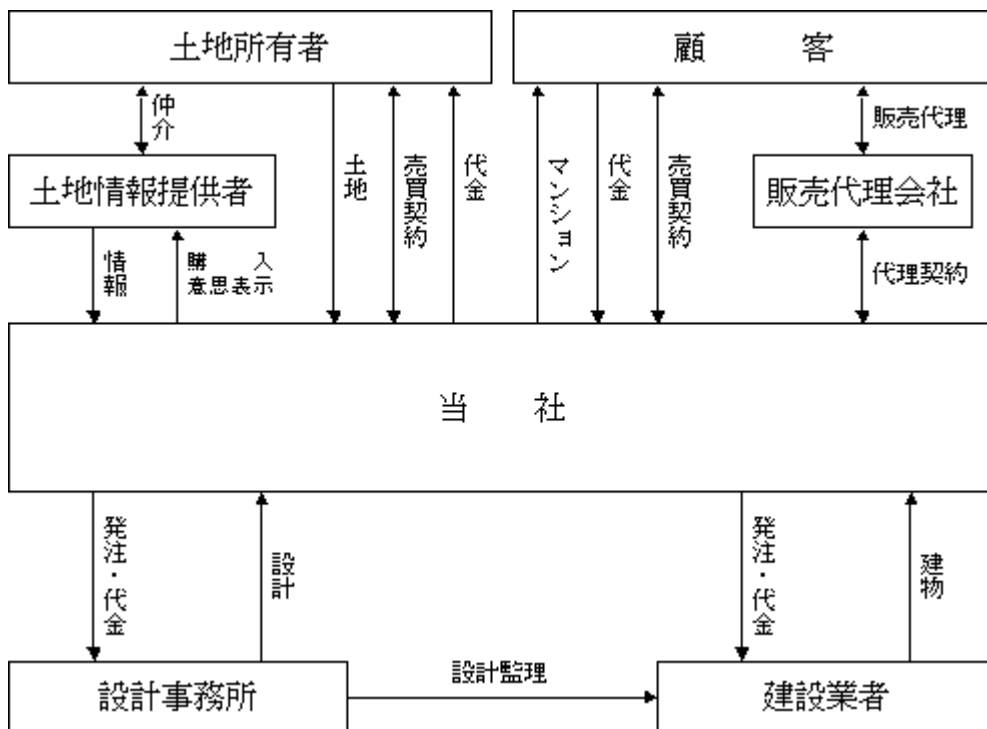 土地所有者
顧客
仲介
販売代理
土地情報提供者
土地
売買契約
代金
マンション
代金
売買契約
販売代理会社
情報
購入
意思表示
代理契約
当社
発注・代金
設計
発注・代金
建物
設計監理
設計事務所
建設業者